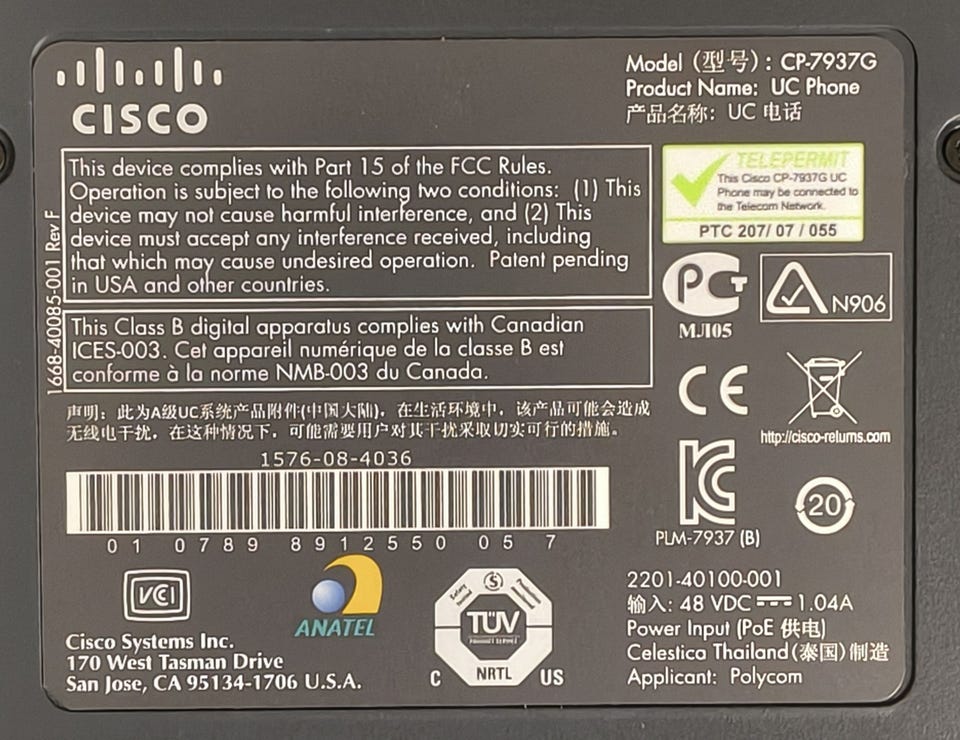 CISCO
Model (型号): CP-7937G
Product Name: UC Phone
产品名称: UC 电话
This device complies with Part 15 of the FCC Rules.
Operation is subject to the following two conditions: (1) This
device may not cause harmful interference, and (2) This
device must accept any interference received, including
that which may cause undesired operation. Patent pending
in USA and other countries.
1668-40085-001 Rev F
TELEPERMIT
This Cisco CP-7937G UC
Phone may be connected to
the Telecom Network.
PTC 207/ 07 / 055
PCT
MJ105
N906
This Class B digital apparatus complies with Canadian
ICES-003. Cet appareil numérique de la classe B est
conforme à la norme NMB-003 du Canada.
CE
http://cisco-returns.com
声明: 此为A级UC系统产品附件(中国大陆), 在生活环境中, 该产品可能会造成
无线电干扰, 在这种情况下, 可能需要用户对其干扰采取切实可行的措施。
1576-08-4036
01 0789 8912550 05 7
KC
PLM-7937 (B)
20
VCI
ANATEL
TÜV
PRODUCT SERVICE
NRTL
C US
Cisco Systems Inc.
170 West Tasman Drive
San Jose, CA 95134-1706 U.S.A.
2201-40100-001
输入: 48 VDC 1.04A
Power Input (PoE 供电)
Celestica Thailand(泰国)制造
Applicant: Polycom